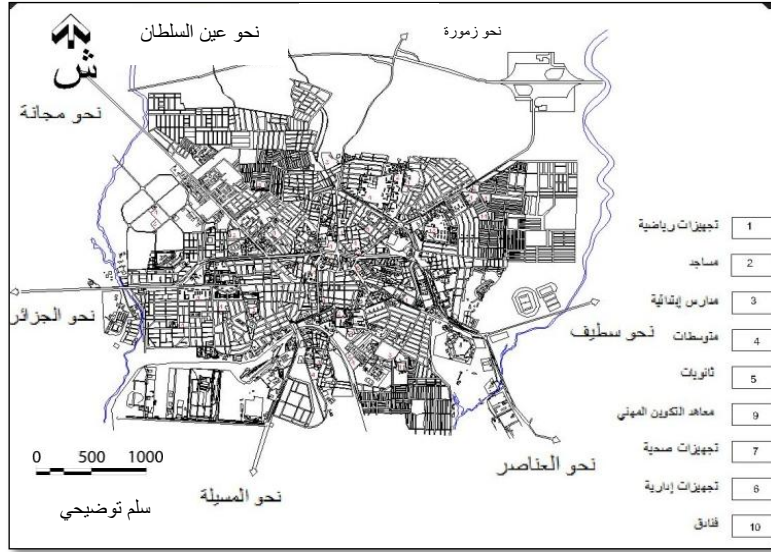 نحو عين السلطان
نحو زمورة
ش
نحو مجانة
نحو الجزائر
نحو سطيف
نحو العناصر
نحو المسيلة
0 500 1000
سلم توضيحي
تجهيزات رياضية 1
مساجد 2
مدارس إبتدائية 3
متوسطات 4
ثانويات 5
معاهد التكوين المهني 9
تجهيزات صحية 7
تجهيزات إدارية 6
فنادق 10